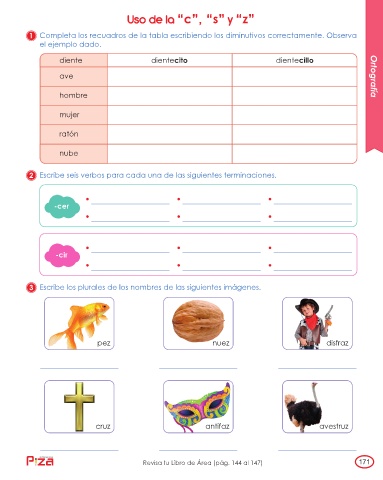 Uso de la “c”, “s” y “z”
1 Completa los recuadros de la tabla escribiendo los diminutivos correctamente. Observa
el ejemplo dado.
diente dientecito dientecillo
ave
hombre
mujer
ratón
nube
Ortografía
2 Escribe seis verbos para cada una de las siguientes terminaciones.
-cer
-cir
3 Escribe los plurales de los nombres de las siguientes imágenes.
pez nuez disfraz
cruz antifaz avestruz
Pizza Revisa tu Libro de Área (pág. 144 al 147) 171